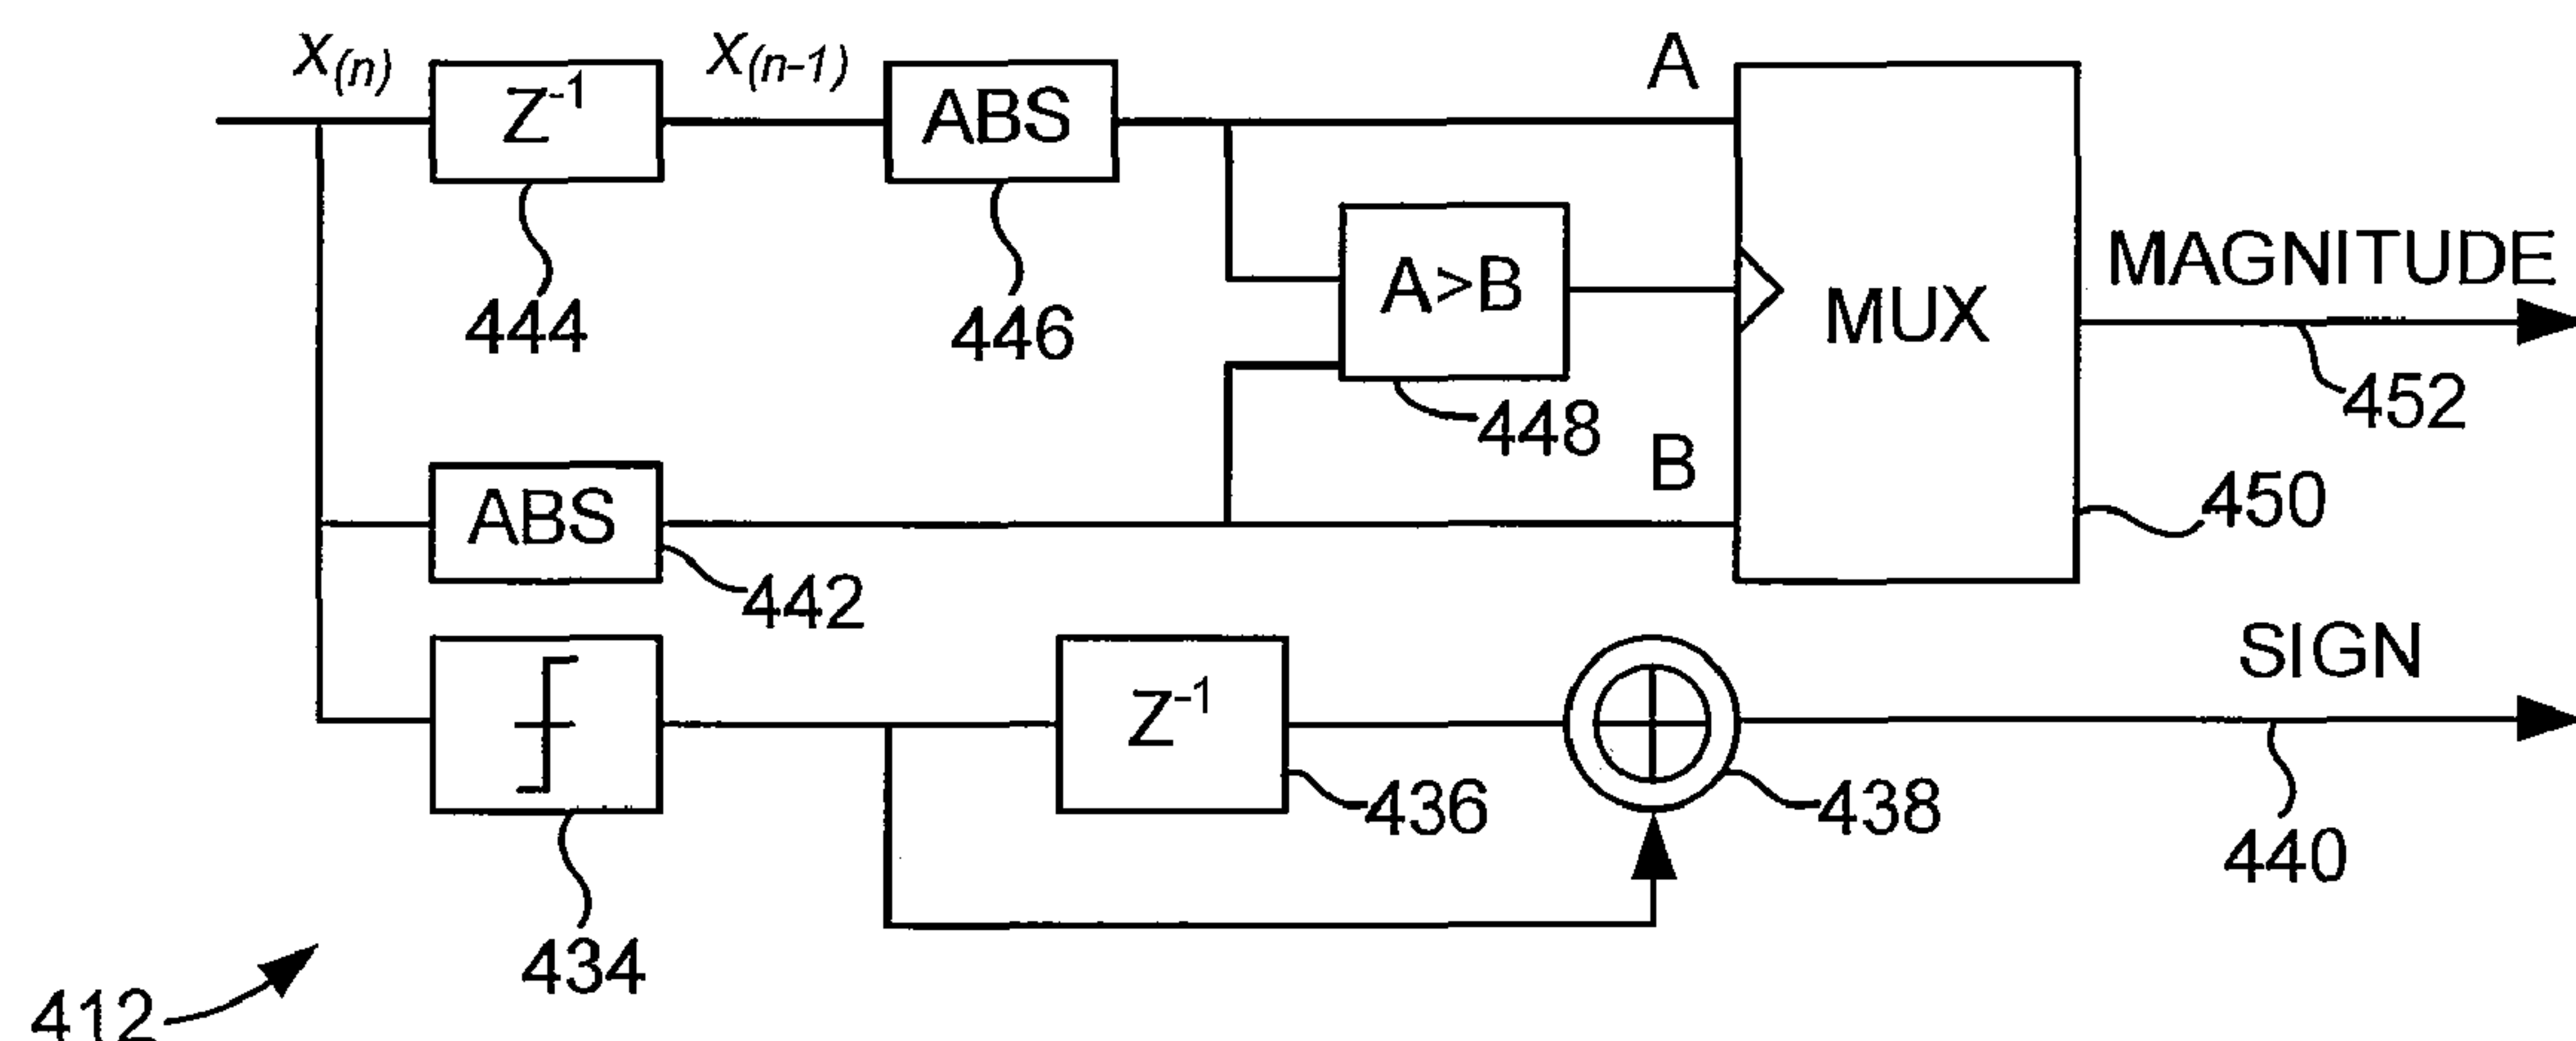 X(n)
Z-1
X(n-1)
ABS
A
444
446
A>B
448
MUX
MAGNITUDE
452
B
450
ABS
442
434
Z-1
436
438
SIGN
440
412